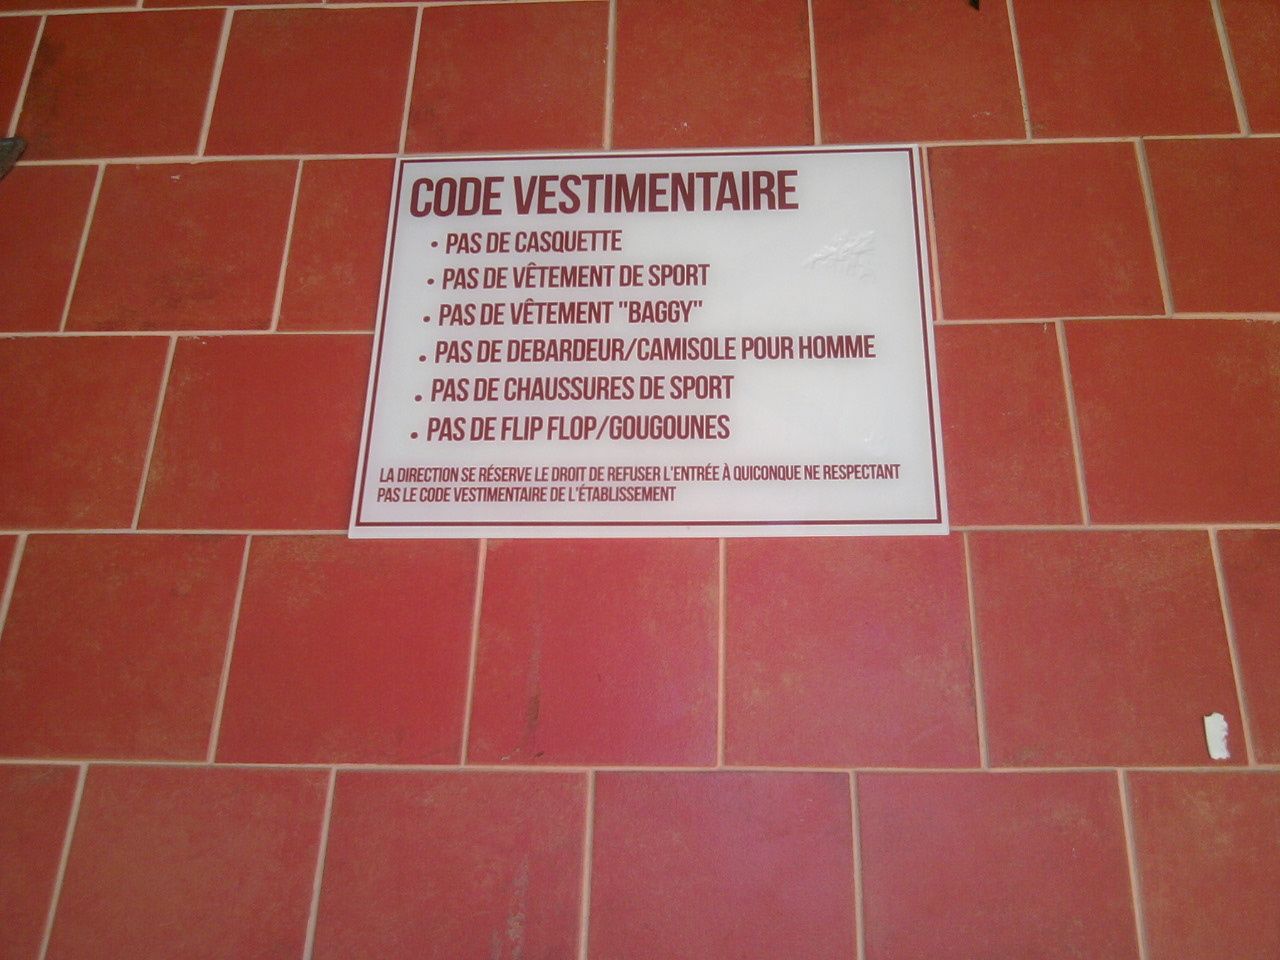 CODE VESTIMENTAIRE
• PAS DE CASQUETTE
• PAS DE VÊTEMENT DE SPORT
• PAS DE VÊTEMENT "BAGGY"
• PAS DE DEBARDEUR/CAMISOLE POUR HOMME
• PAS DE CHAUSSURES DE SPORT
• PAS DE FLIP FLOP/GOUGOUNES
LA DIRECTION SE RÉSERVE LE DROIT DE REFUSER L'ENTRÉE À QUICONQUE NE RESPECTANT
PAS LE CODE VESTIMENTAIRE DE L'ÉTABLISSEMENT